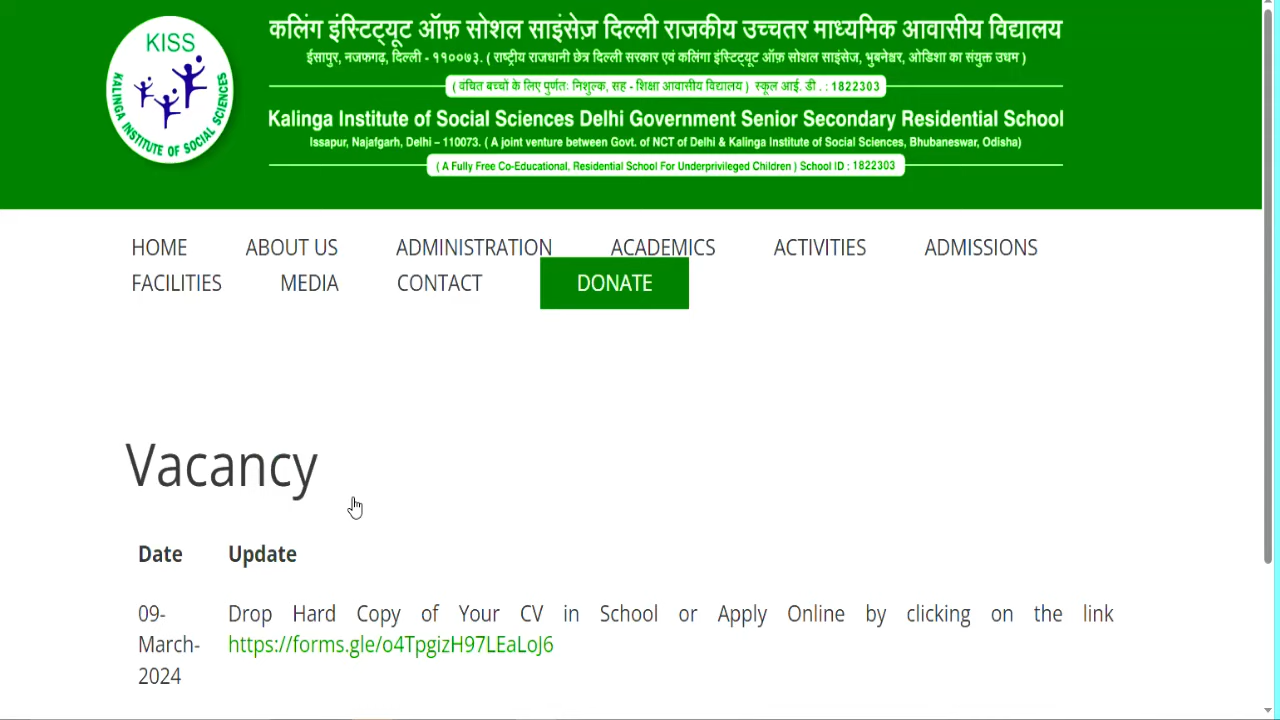 KISS
KALINGA INSTITUTE OF SOCIAL SCIENCES
कलिंग इंस्टिट्यूट ऑफ़ सोशल साइंसेज़ दिल्ली राजकीय उच्चतर माध्यमिक आवासीय विद्यालय
ईसापुर, नजफगढ़, दिल्ली - ११००७३. ( राष्ट्रीय राजधानी छेत्र दिल्ली सरकार एवं कलिंगा इंस्टिट्यूट ऑफ़ सोशल साइंसेज, भुबनेश्वर, ओडिशा का संयुक्त उधम )
( वंचित बच्चों के लिए पुर्णतः निशुल्क, सह - शिक्षा आवासीय विद्यालय ) स्कूल आई. डी . : 1822303
Kalinga Institute of Social Sciences Delhi Government Senior Secondary Residential School
Issapur, Najafgarh, Delhi – 110073. ( A joint venture between Govt. of NCT of Delhi & Kalinga Institute of Social Sciences, Bhubaneswar, Odisha)
( A Fully Free Co-Educational, Residential School For Underprivileged Children ) School ID : 1822303
HOME ABOUT US ADMINISTRATION ACADEMICS ACTIVITIES ADMISSIONS
FACILITIES MEDIA CONTACT DONATE
Vacancy
Date Update
09- Drop Hard Copy of Your CV in School or Apply Online by clicking on the link
March- https://forms.gle/o4TpgizH97LEaLoJ6
2024